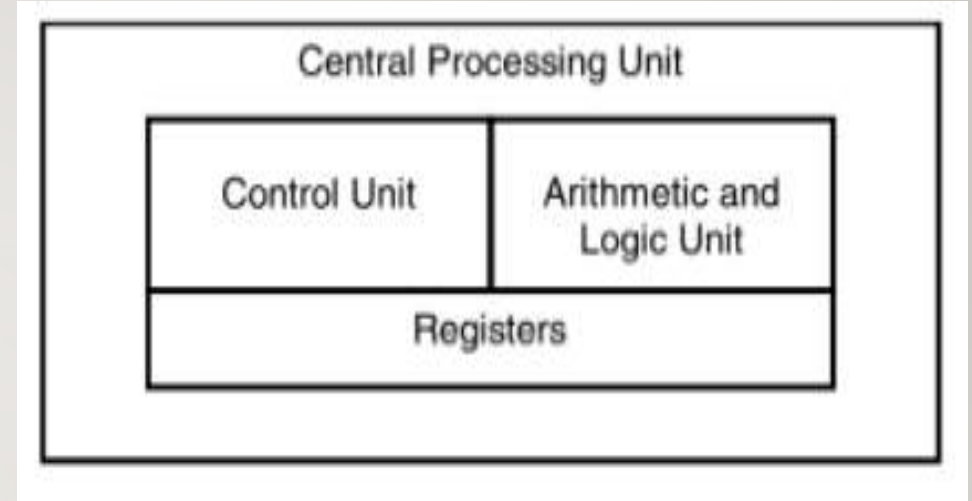 Central Processing Unit
Control Unit
Arithmetic and
Logic Unit
Registers